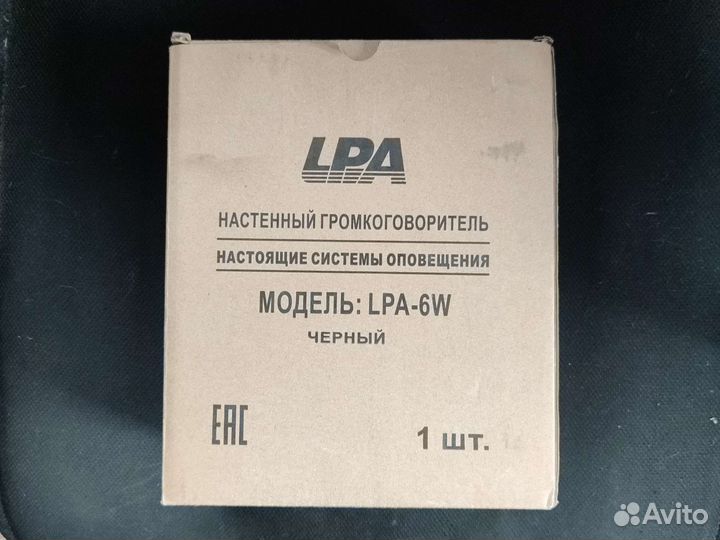 LPA
НАСТЕННЫЙ ГРОМКОГОВОРИТЕЛЬ
НАСТОЯЩИЕ СИСТЕМЫ ОПОВЕЩЕНИЯ
МОДЕЛЬ: LPA-6W
ЧЕРНЫЙ
EAC 1 ШТ.
Avito